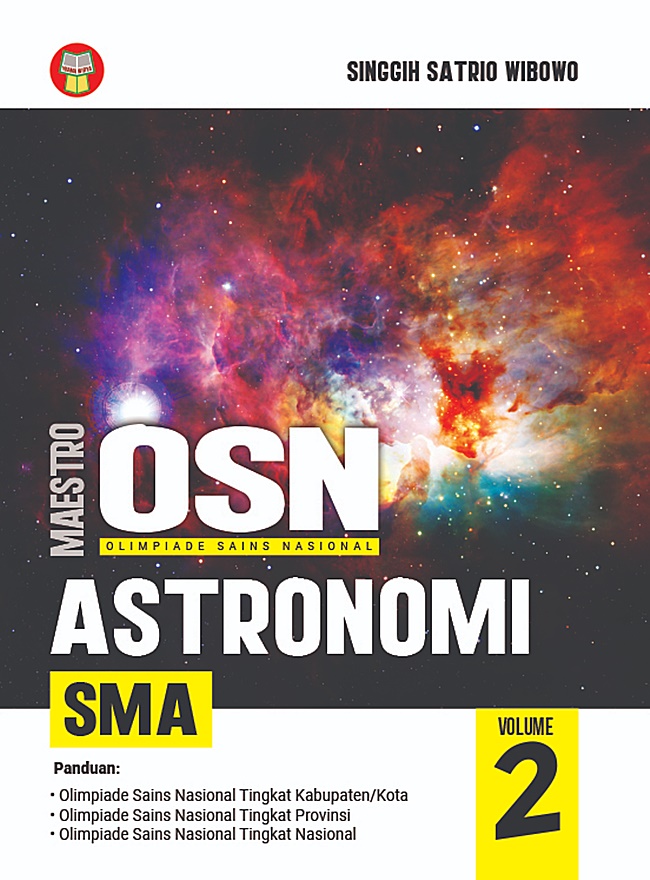 SINGGIH SATRIO WIBOWO
MAESTRO
OSN
OLIMPIADE SAINS NASIONAL
ASTRONOMI
SMA
VOLUME
2
Panduan:
• Olimpiade Sains Nasional Tingkat Kabupaten/Kota
• Olimpiade Sains Nasional Tingkat Provinsi
• Olimpiade Sains Nasional Tingkat Nasional